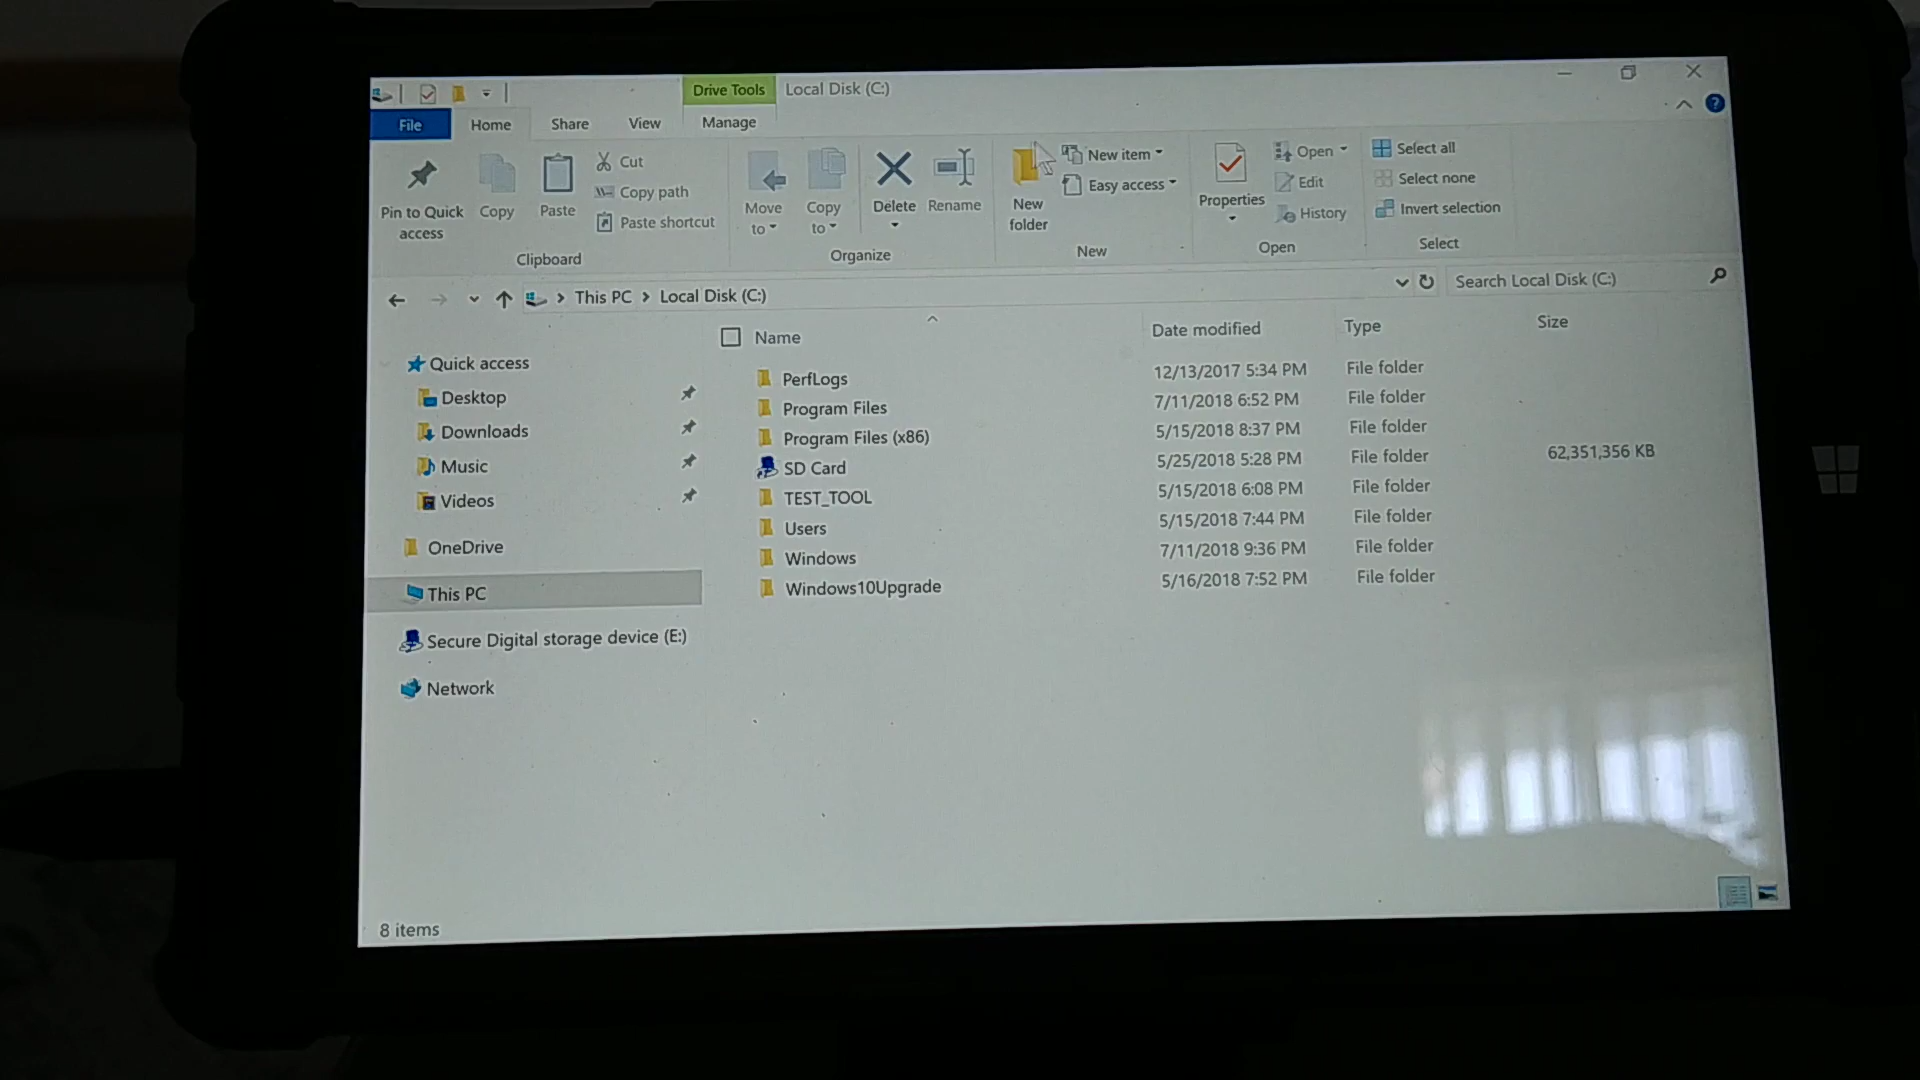 Drive Tools Local Disk (C:)
File Home Share View Manage
Pin to Quick access
Copy
Paste
Cut
Copy path
Paste shortcut
Clipboard
Move to
Copy to
Delete
Rename
Organize
New folder
New item
Easy access
New
Properties
Open
Edit
History
Open
Select all
Select none
Invert selection
Select
This PC > Local Disk (C:)
Search Local Disk (C:)
Quick access
Desktop
Downloads
Music
Videos
OneDrive
This PC
Secure Digital storage device (E:)
Network
Name Date modified Type Size
PerfLogs 12/13/2017 5:34 PM File folder
Program Files 7/11/2018 6:52 PM File folder
Program Files (x86) 5/15/2018 8:37 PM File folder
SD Card 5/25/2018 5:28 PM File folder 62,351,356 KB
TEST_TOOL 5/15/2018 6:08 PM File folder
Users 5/15/2018 7:44 PM File folder
Windows 7/11/2018 9:36 PM File folder
Windows10Upgrade 5/16/2018 7:52 PM File folder
8 items